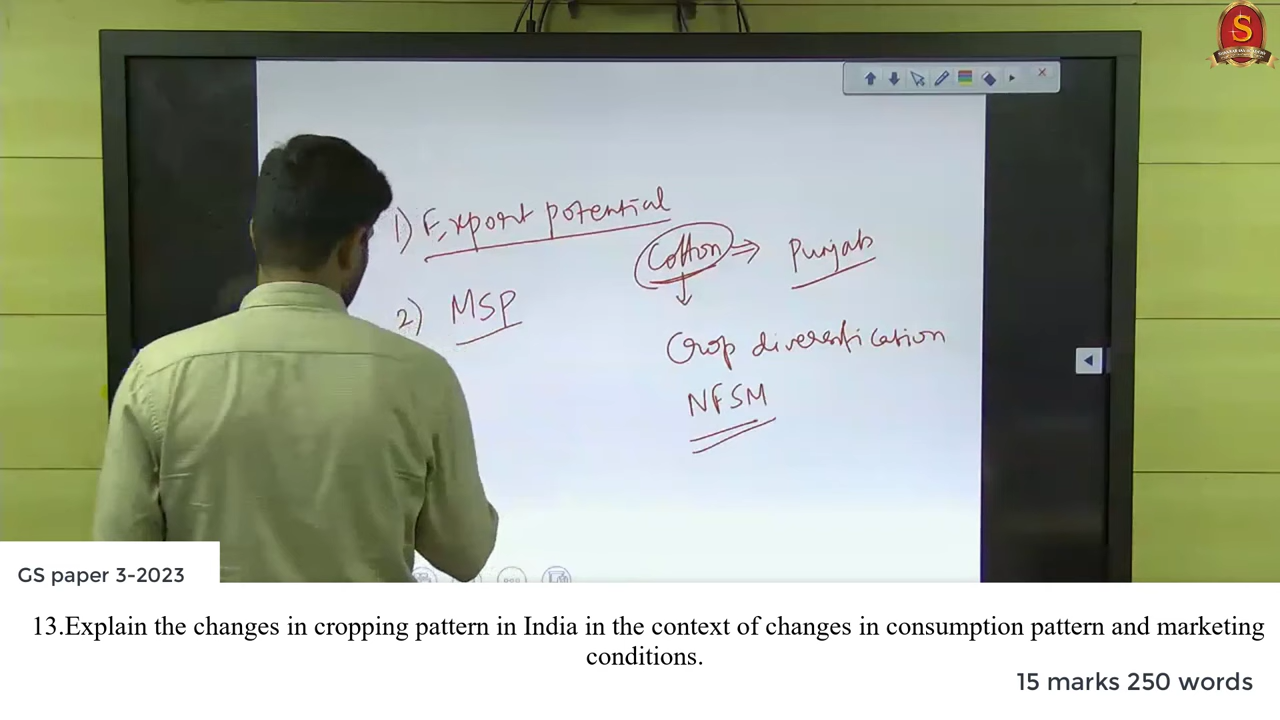 1) Export potential
Cotton ⇒ Punjab
2) MSP
Crop diversification
NFSM
GS paper 3-2023
13.Explain the changes in cropping pattern in India in the context of changes in consumption pattern and marketing
conditions.
15 marks 250 words
S